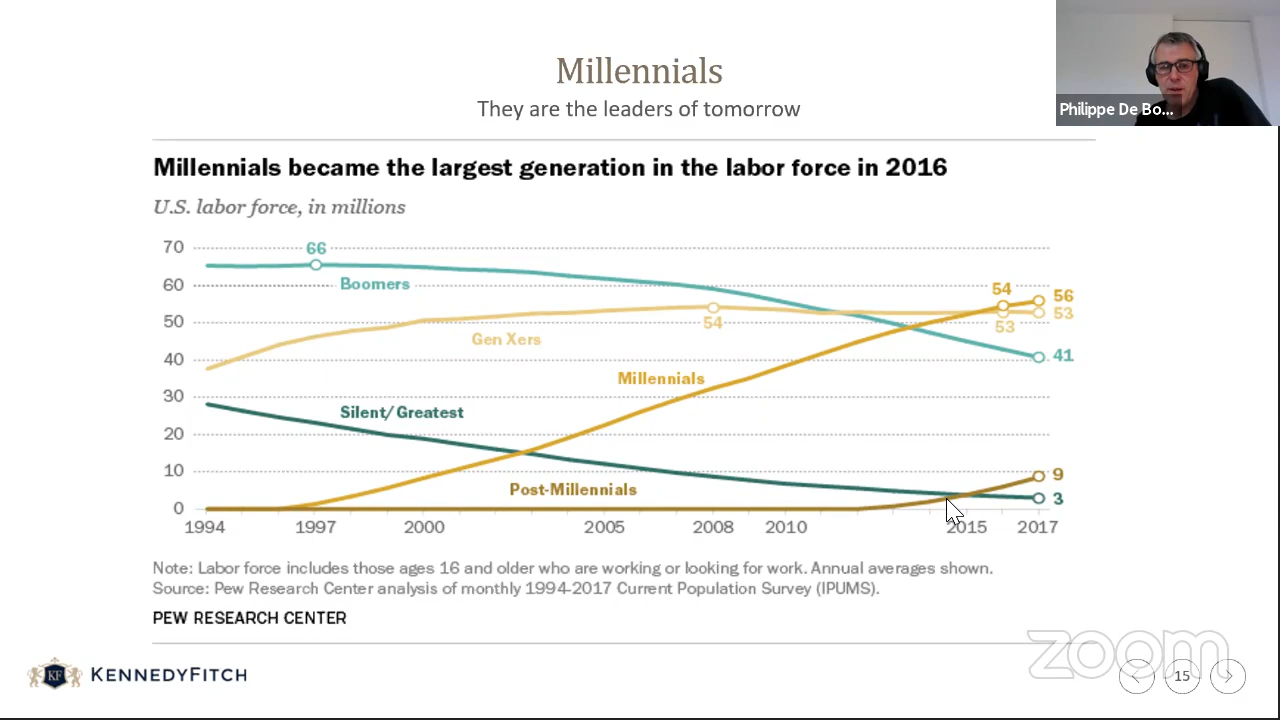 Millennials
They are the leaders of tomorrow
Philippe De Bo...
Millennials became the largest generation in the labor force in 2016
U.S. labor force, in millions
70
60
50
40
30
20
10
0
66
Boomers
54
Gen Xers
Millennials
Silent/Greatest
Post-Millennials
54
53
56
53
41
9
3
1994
1997
2000
2005
2008
2010
2015
2017
Note: Labor force includes those ages 16 and older who are working or looking for work. Annual averages shown.
Source: Pew Research Center analysis of monthly 1994-2017 Current Population Survey (IPUMS).
PEW RESEARCH CENTER
KF
KENNEDYFITCH
zoom
15